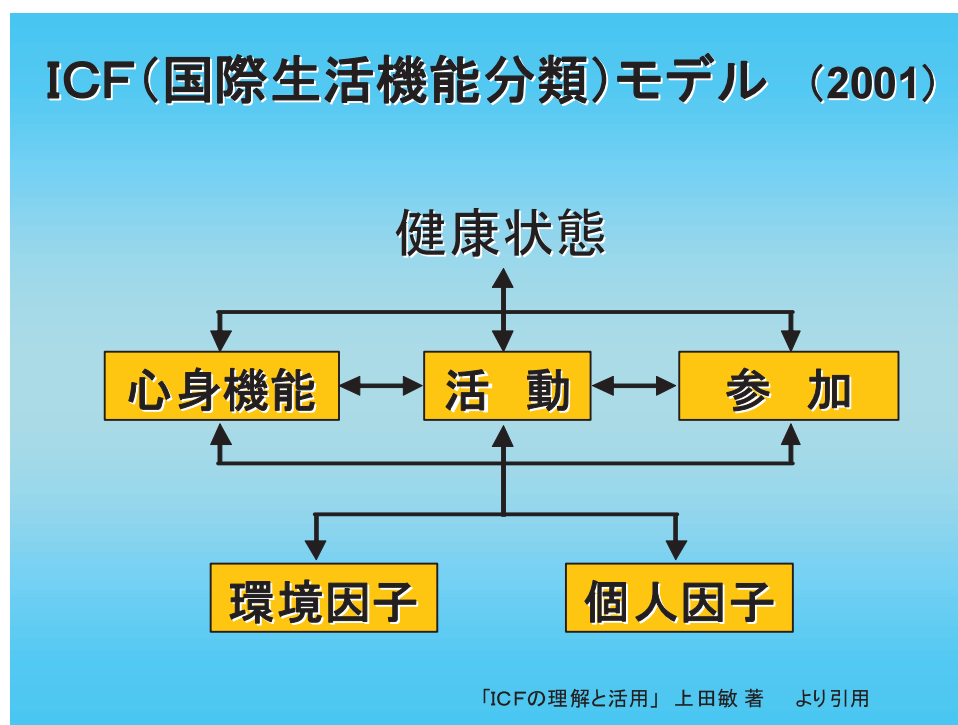 ICF(国際生活機能分類)モデル (2001)
健康状態
心身機能 活 動 参 加
環境因子 個人因子
「ICFの理解と活用」 上田敏 著 より引用